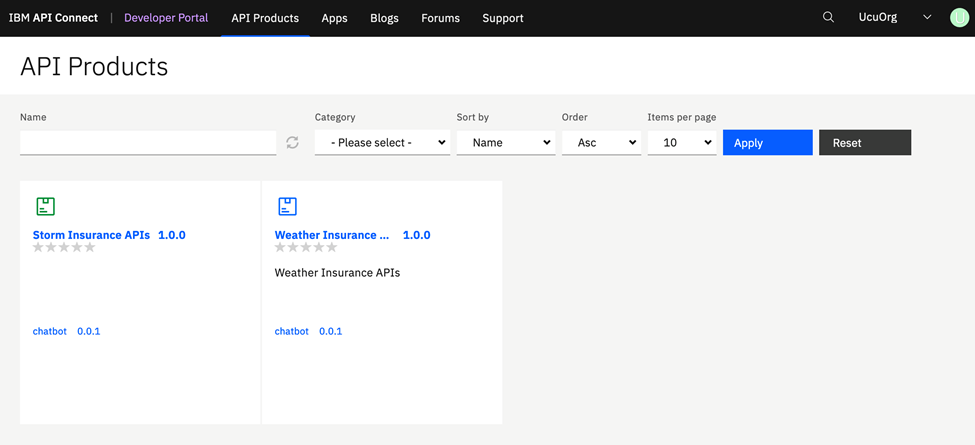 IBM API Connect | Developer Portal API Products Apps Blogs Forums Support UcuOrg
API Products
Name Category Sort by Order Items per page
- Please select - Name Asc 10 Apply Reset
Storm Insurance APIs 1.0.0 Weather Insurance ... 1.0.0
Weather Insurance APIs
chatbot 0.0.1 chatbot 0.0.1